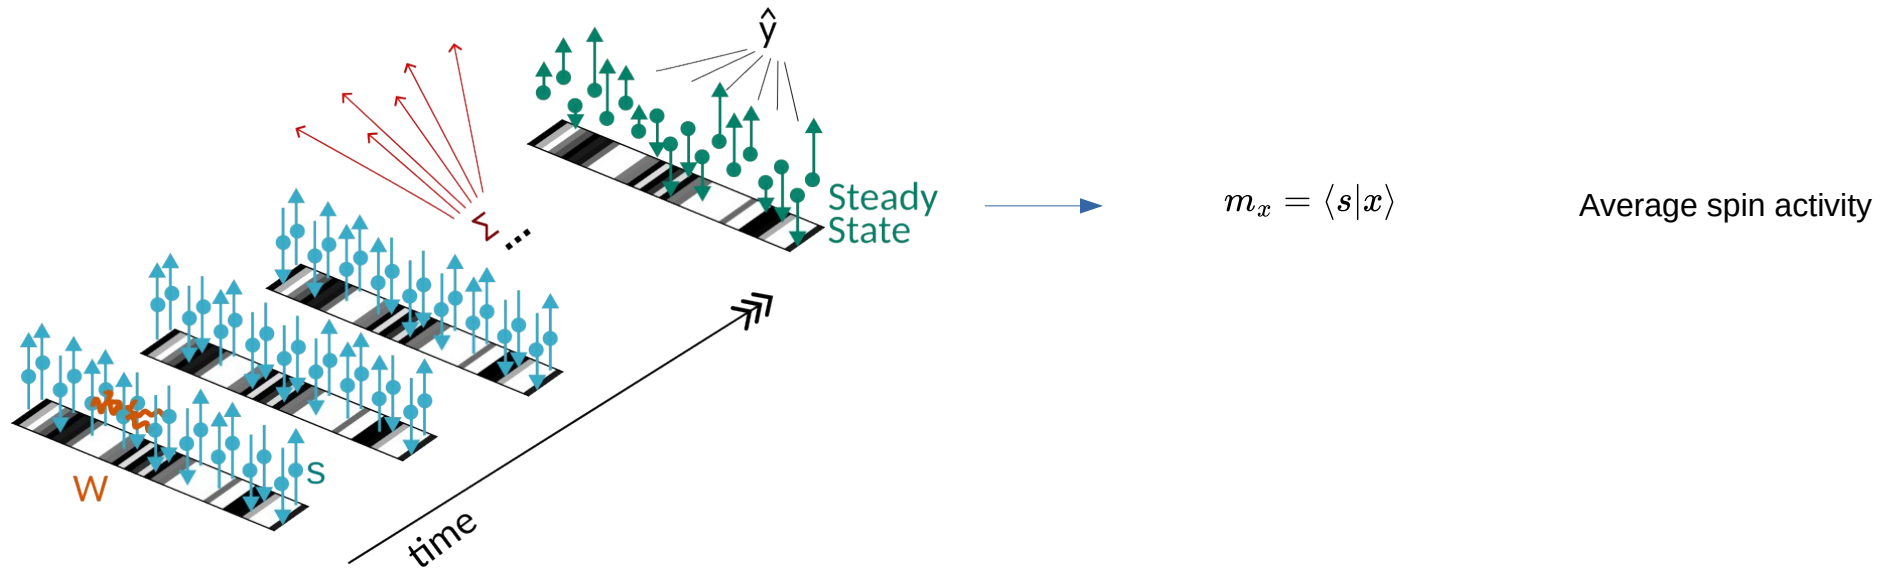 ŷ
Σ...
Steady
State
m_x = ⟨s|x⟩
Average spin activity
W
s
time